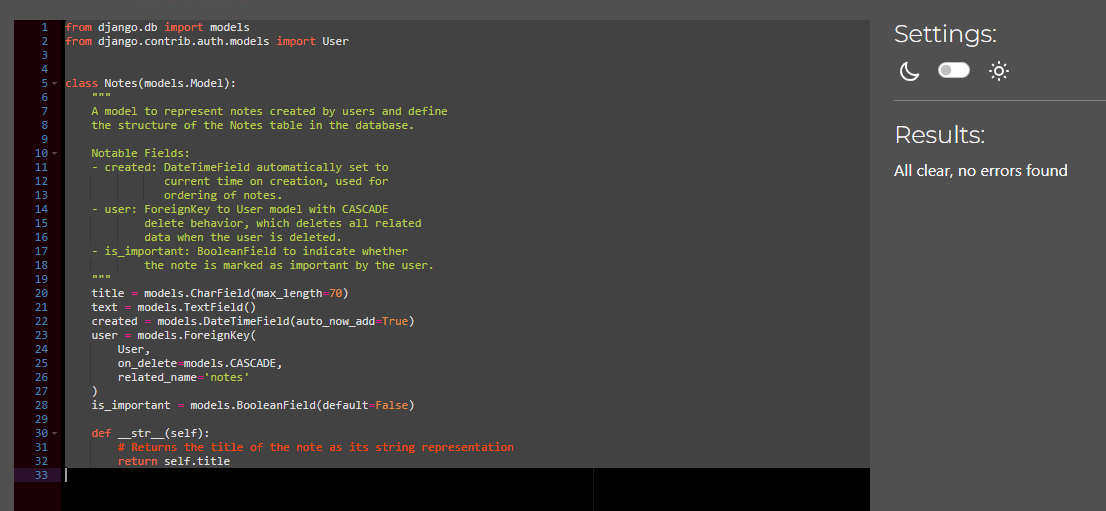 1 from django.db import models
2 from django.contrib.auth.models import User
3
4
5 class Notes(models.Model):
6     """
7     A model to represent notes created by users and define
8     the structure of the Notes table in the database.
9
10     Notable Fields:
11     - created: DateTimeField automatically set to
12                current time on creation, used for
13                ordering of notes.
14     - user: ForeignKey to User model with CASCADE
15             delete behavior, which deletes all related
16             data when the user is deleted.
17     - is_important: BooleanField to indicate whether
18             the note is marked as important by the user.
19     """
20     title = models.CharField(max_length=70)
21     text = models.TextField()
22     created = models.DateTimeField(auto_now_add=True)
23     user = models.ForeignKey(
24         User,
25         on_delete=models.CASCADE,
26         related_name='notes'
27     )
28     is_important = models.BooleanField(default=False)
29
30     def __str__(self):
31         # Returns the title of the note as its string representation
32         return self.title
33
Settings:
Results:
All clear, no errors found